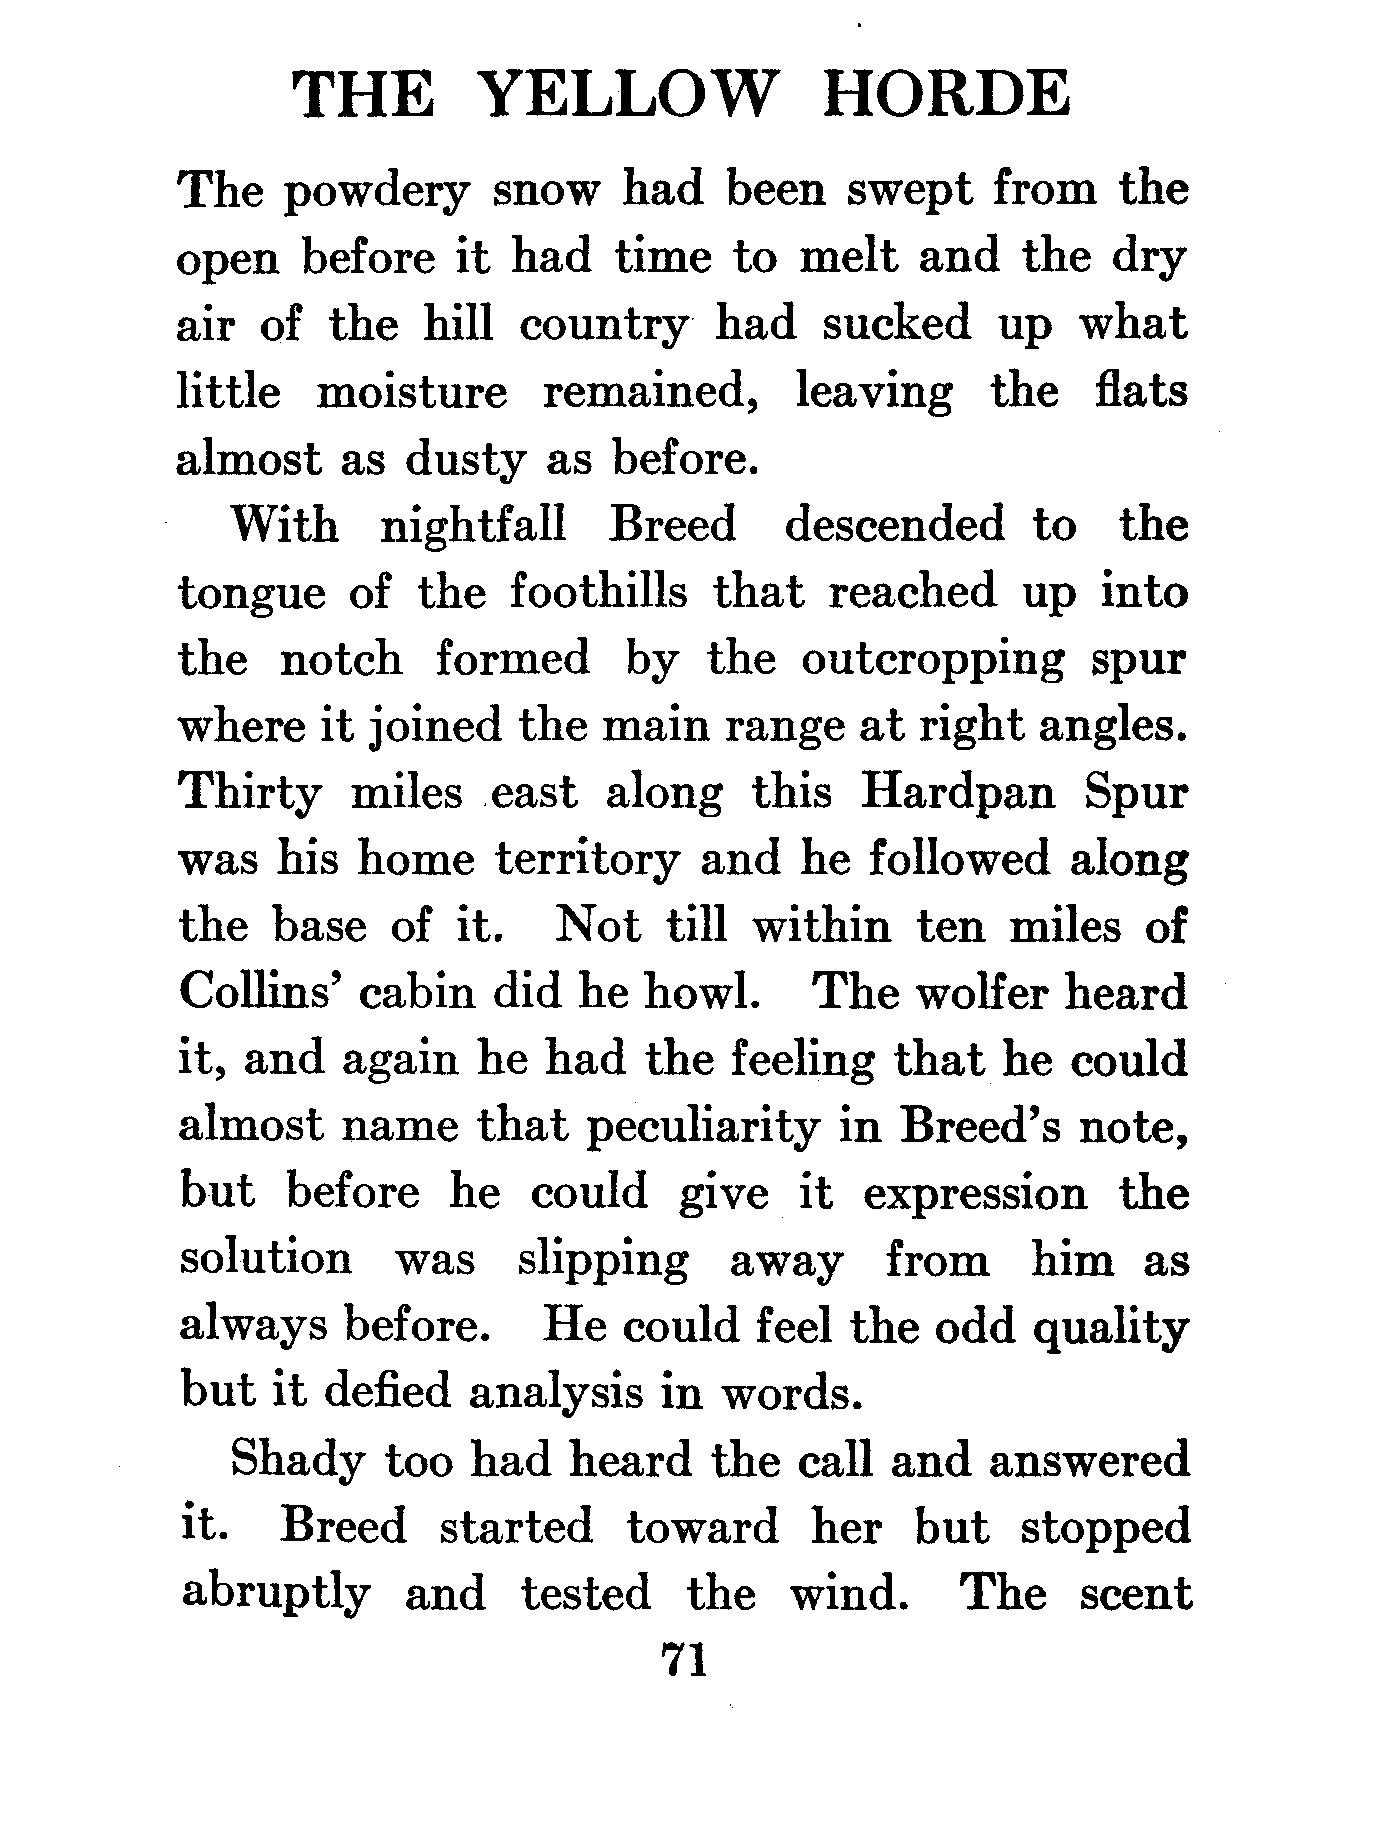 THE YELLOW HORDE
The powdery snow had been swept from the
open before it had time to melt and the dry
air of the hill country had sucked up what
little moisture remained, leaving the flats
almost as dusty as before.
With nightfall Breed descended to the
tongue of the foothills that reached up into
the notch formed by the outcropping spur
where it joined the main range at right angles.
Thirty miles east along this Hardpan Spur
was his home territory and he followed along
the base of it. Not till within ten miles of
Collins' cabin did he howl. The wolfer heard
it, and again he had the feeling that he could
almost name that peculiarity in Breed's note,
but before he could give it expression the
solution was slipping away from him as
always before. He could feel the odd quality
but it defied analysis in words.
Shady too had heard the call and answered
it. Breed started toward her but stopped
abruptly and tested the wind. The scent
71